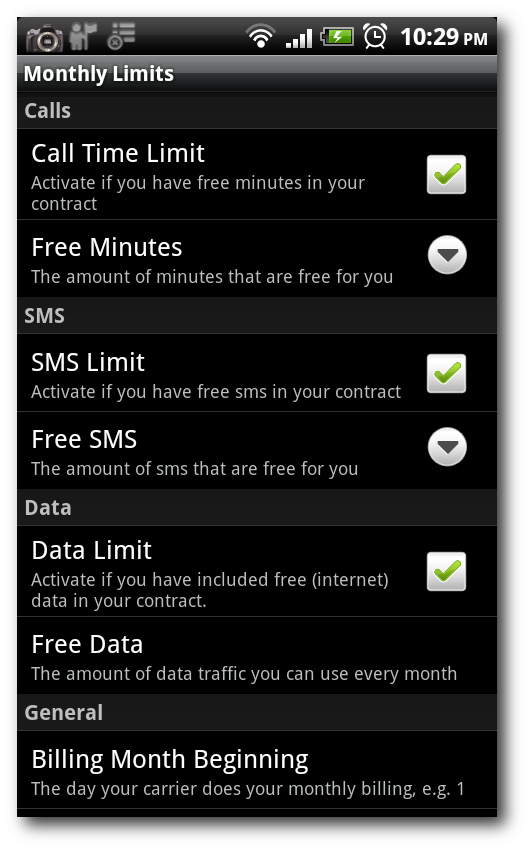 10:29 PM
Monthly Limits
Calls
Call Time Limit
Activate if you have free minutes in your
contract
Free Minutes
The amount of minutes that are free for you
SMS
SMS Limit
Activate if you have free sms in your contract
Free SMS
The amount of sms that are free for you
Data
Data Limit
Activate if you have included free (internet)
data in your contract.
Free Data
The amount of data traffic you can use every month
General
Billing Month Beginning
The day your carrier does your monthly billing, e.g. 1